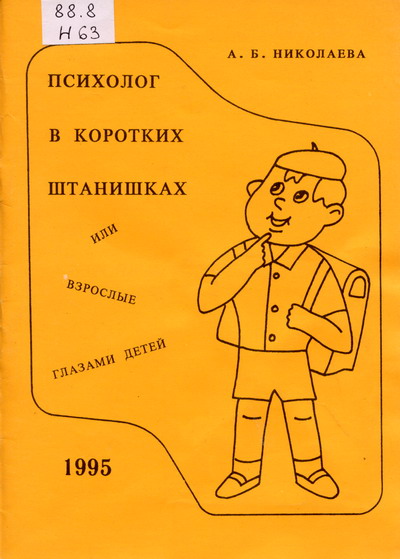 88.8
Н 63
А. Б. НИКОЛАЕВА
ПСИХОЛОГ
В КОРОТКИХ
ШТАНИШКАХ
ИЛИ
ВЗРОСЛЫЕ
ГЛАЗАМИ ДЕТЕЙ
1995